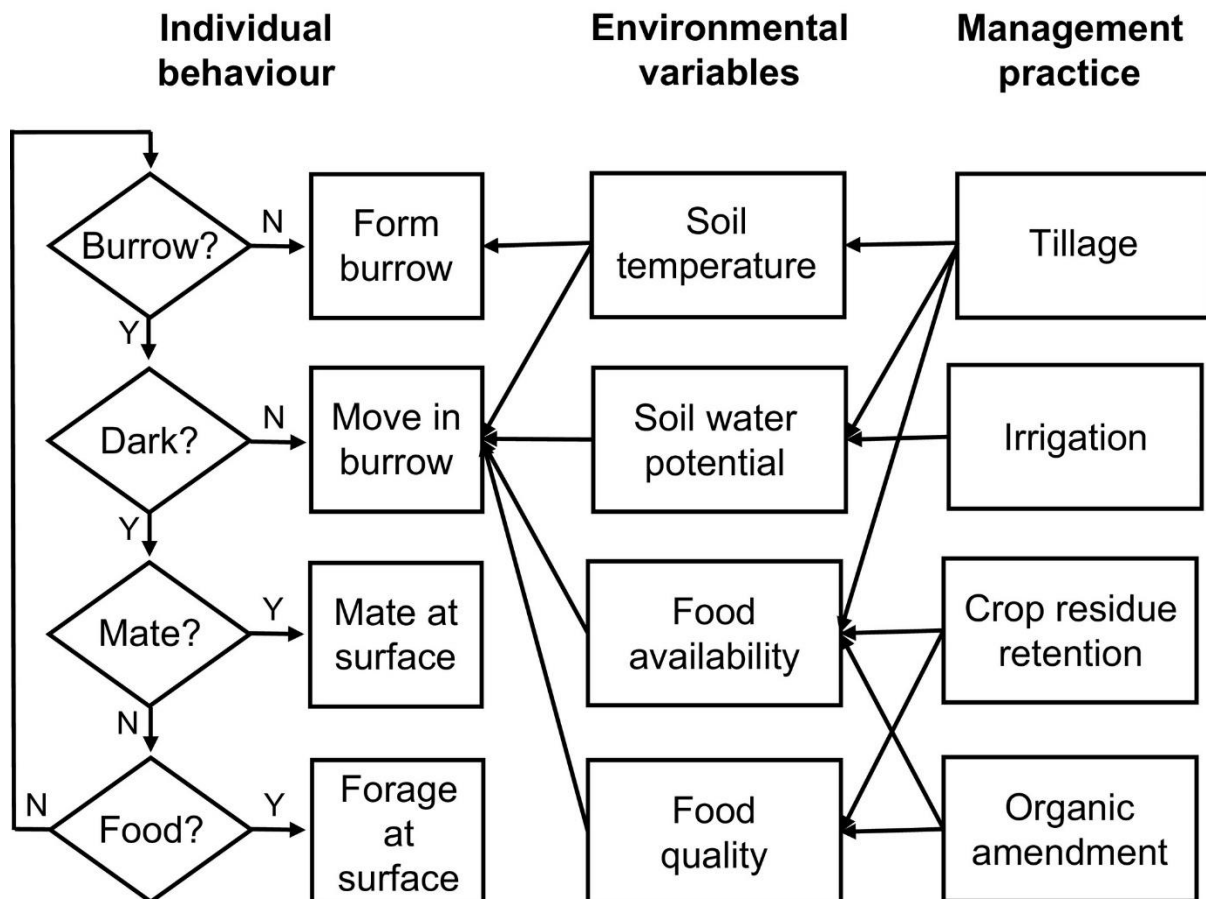 Individual
behaviour
Environmental
variables
Management
practice
Burrow?
N
Form
burrow
Soil
temperature
Tillage
Y
Dark?
N
Move in
burrow
Soil water
potential
Irrigation
Y
Mate?
Y
Mate at
surface
Food
availability
Crop residue
retention
N
N
Food?
Y
Forage
at
surface
Food
quality
Organic
amendment